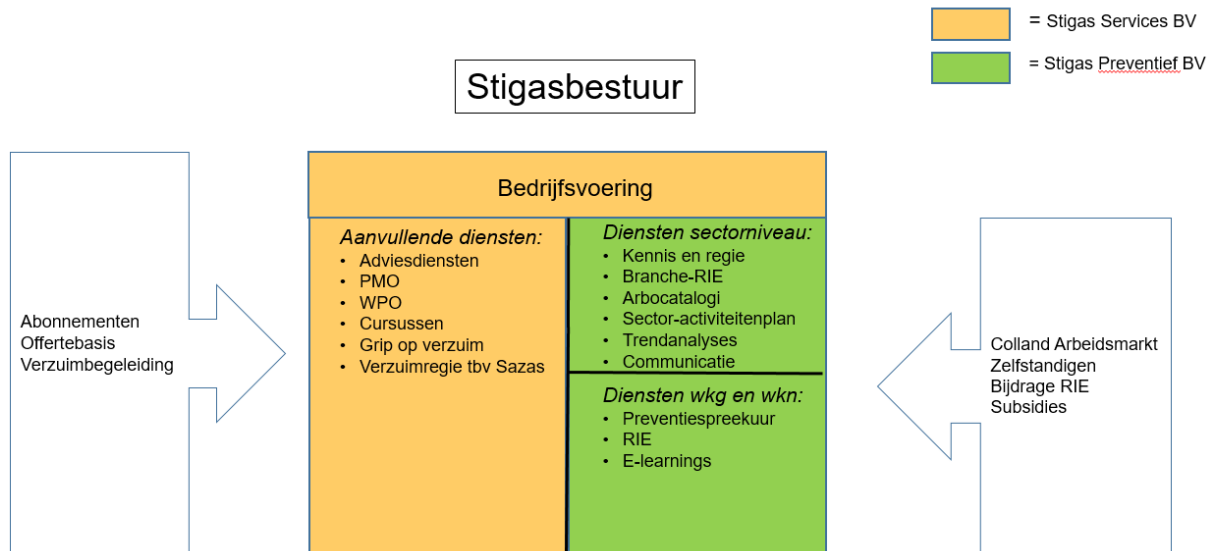 = Stigas Services BV
= Stigas Preventief BV
Stigasbestuur
Bedrijfsvoering
Abonnementen
Offertebasis
Verzuimbegeleiding
Aanvullende diensten:
• Adviesdiensten
• PMO
• WPO
• Cursussen
• Grip op verzuim
• Verzuimregie tbv Sazas
Diensten sectorniveau:
• Kennis en regie
• Branche-RIE
• Arbocatalogi
• Sector-activiteitenplan
• Trendanalyses
• Communicatie
Diensten wkg en wkn:
• Preventiespreekuur
• RIE
• E-learnings
Colland Arbeidsmarkt
Zelfstandigen
Bijdrage RIE
Subsidies